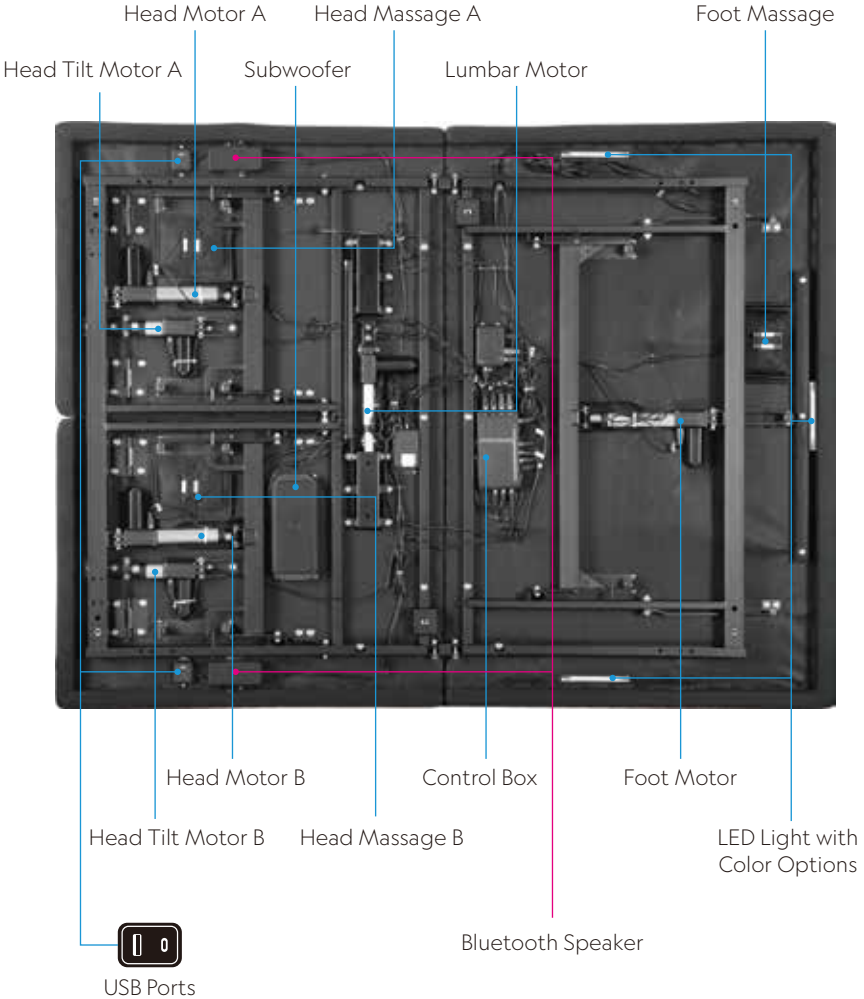 Head Motor A
Head Massage A
Foot Massage
Head Tilt Motor A
Subwoofer
Lumbar Motor
Head Motor B
Control Box
Foot Motor
Head Tilt Motor B
Head Massage B
LED Light with
Color Options
Bluetooth Speaker
USB Ports